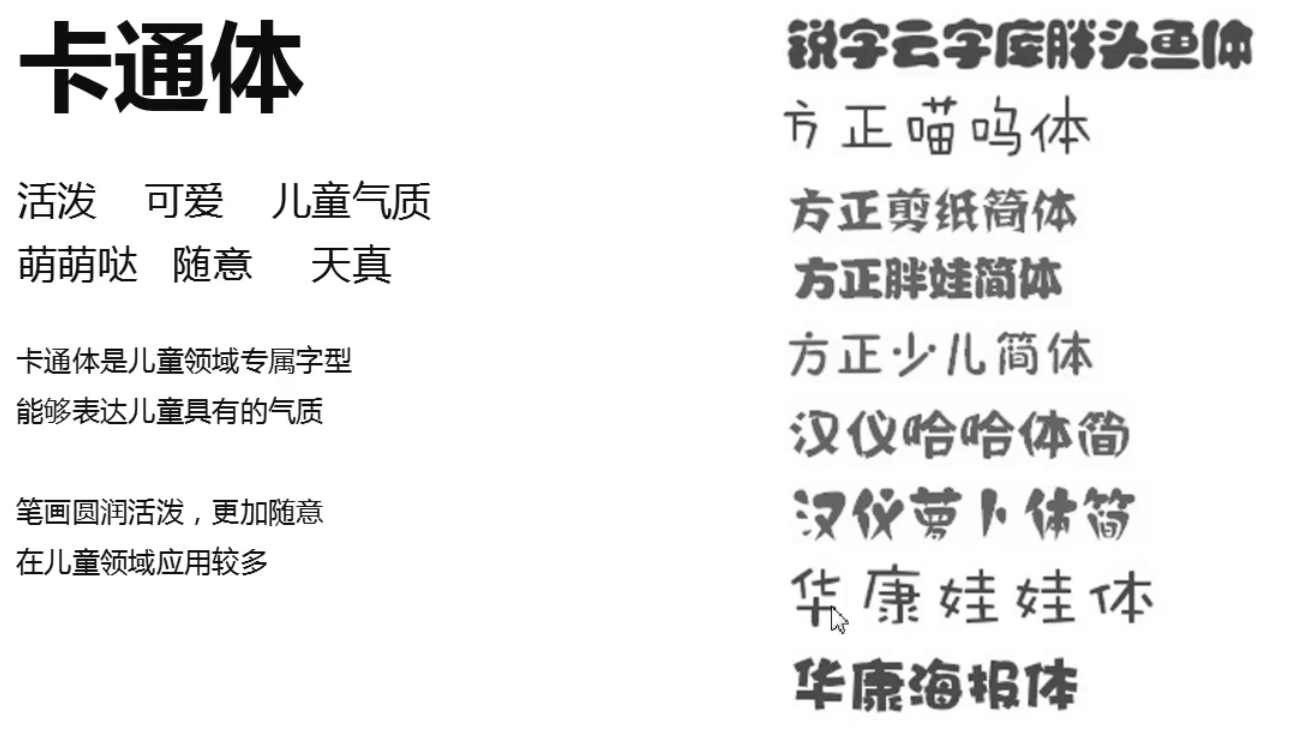 卡通体
活泼 可爱 儿童气质
萌萌哒 随意 天真
卡通体是儿童领域专属字型
能够表达儿童具有的气质
笔画圆润活泼，更加随意
在儿童领域应用较多
锐字云字库胖头鱼体
方正喵呜体
方正剪纸简体
方正胖娃简体
方正少儿简体
汉仪哈哈体简
汉仪萝卜体简
华康娃娃体
华康海报体